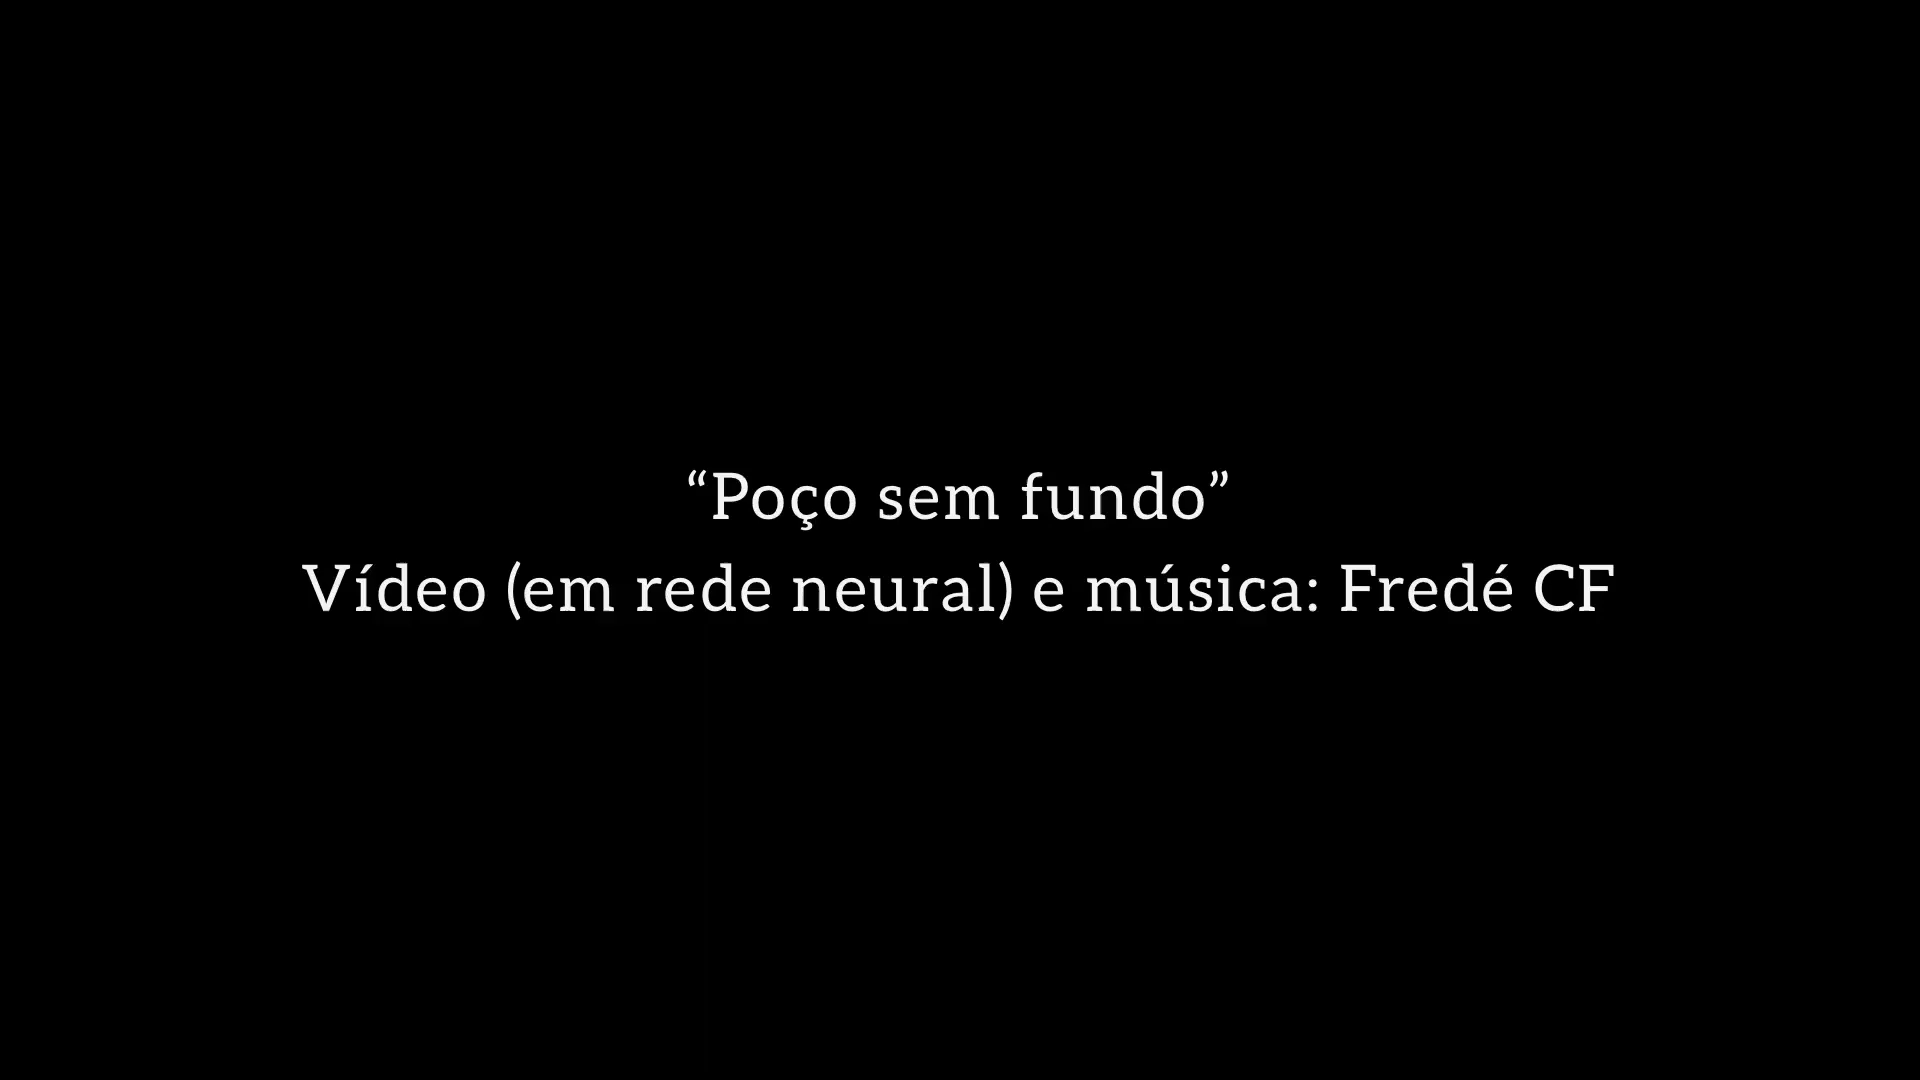 “Poço sem fundo”
Vídeo (em rede neural) e música: Fredé CF